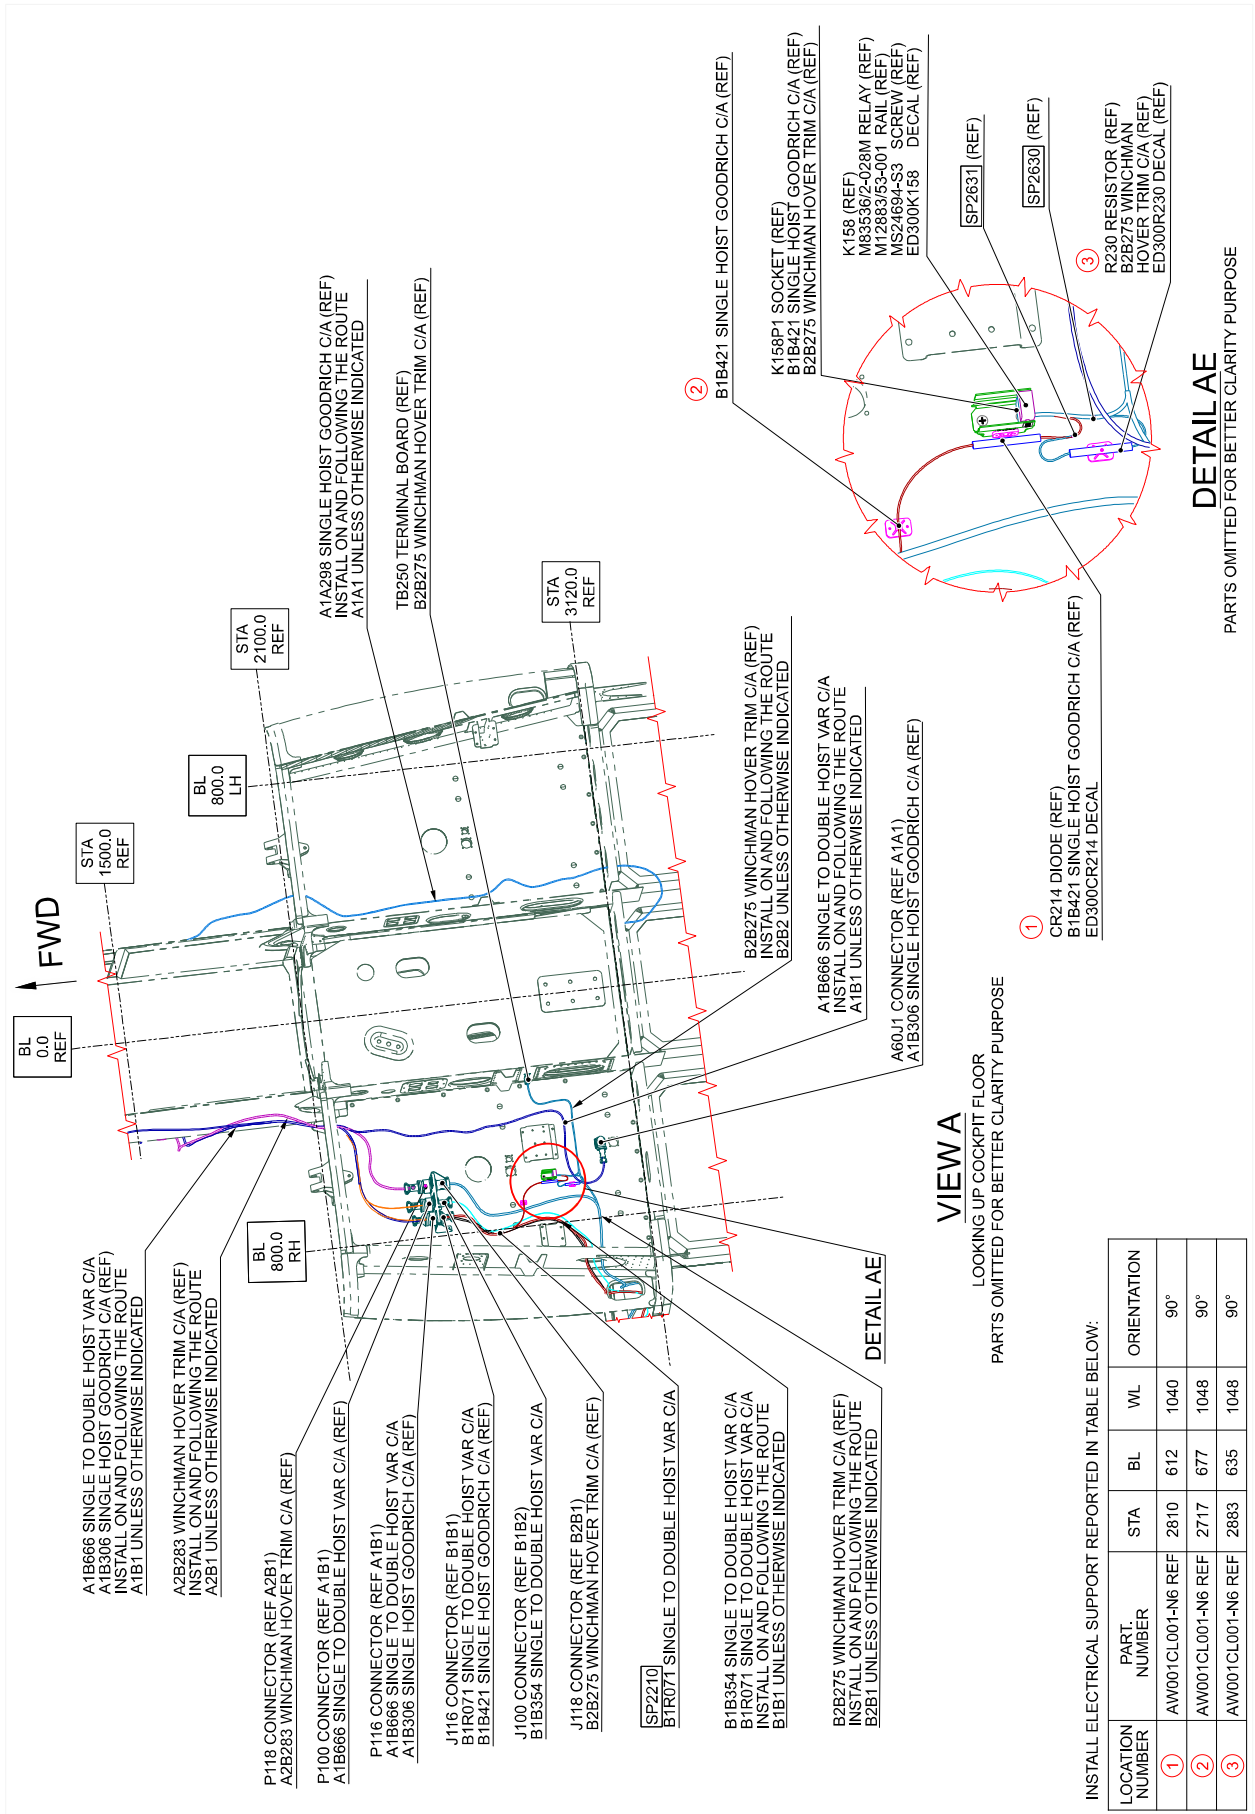 FWD
BL
0.0
REF
STA
1500.0
REF
BL
800.0
LH
STA
2100.0
REF
STA
3120.0
REF
BL
800.0
RH
A1B666 SINGLE TO DOUBLE HOIST VAR C/A
A1B306 SINGLE HOIST GOODRICH C/A (REF)
INSTALL ON AND FOLLOWING THE ROUTE
A1B1 UNLESS OTHERWISE INDICATED
A2B283 WINCHMAN HOVER TRIM C/A (REF)
INSTALL ON AND FOLLOWING THE ROUTE
A2B1 UNLESS OTHERWISE INDICATED
P118 CONNECTOR (REF A2B1)
A2B283 WINCHMAN HOVER TRIM C/A (REF)
P100 CONNECTOR (REF A1B1)
A1B666 SINGLE TO DOUBLE HOIST VAR C/A (REF)
P116 CONNECTOR (REF A1B1)
A1B666 SINGLE TO DOUBLE HOIST VAR C/A
A1B306 SINGLE HOIST GOODRICH C/A (REF)
J116 CONNECTOR (REF B1B1)
B1R071 SINGLE TO DOUBLE HOIST VAR C/A
B1B421 SINGLE HOIST GOODRICH C/A (REF)
J100 CONNECTOR (REF B1B2)
B1B354 SINGLE TO DOUBLE HOIST VAR C/A
J118 CONNECTOR (REF B2B1)
B2B275 WINCHMAN HOVER TRIM C/A (REF)
SP2210
B1R071 SINGLE TO DOUBLE HOIST VAR C/A
B1B354 SINGLE TO DOUBLE HOIST VAR C/A
B1R071 SINGLE TO DOUBLE HOIST VAR C/A
INSTALL ON AND FOLLOWING THE ROUTE
B1B1 UNLESS OTHERWISE INDICATED
B2B275 WINCHMAN HOVER TRIM C/A (REF)
INSTALL ON AND FOLLOWING THE ROUTE
B2B1 UNLESS OTHERWISE INDICATED
DETAIL AE
A1A298 SINGLE HOIST GOODRICH C/A (REF)
INSTALL ON AND FOLLOWING THE ROUTE
A1A1 UNLESS OTHERWISE INDICATED
TB250 TERMINAL BOARD (REF)
B2B275 WINCHMAN HOVER TRIM C/A (REF)
B2B275 WINCHMAN HOVER TRIM C/A (REF)
INSTALL ON AND FOLLOWING THE ROUTE
B2B2 UNLESS OTHERWISE INDICATED
A1B666 SINGLE TO DOUBLE HOIST VAR C/A
INSTALL ON AND FOLLOWING THE ROUTE
A1B1 UNLESS OTHERWISE INDICATED
A60J1 CONNECTOR (REF A1A1)
A1B306 SINGLE HOIST GOODRICH C/A (REF)
VIEW A
LOOKING UP COCKPIT FLOOR
PARTS OMITTED FOR BETTER CLARITY PURPOSE
2
B1B421 SINGLE HOIST GOODRICH C/A (REF)
K158P1 SOCKET (REF)
B1B421 SINGLE HOIST GOODRICH C/A (REF)
B2B275 WINCHMAN HOVER TRIM C/A (REF)
K158 (REF)
M83536/2-028M RELAY (REF)
M12883/53-001 RAIL (REF)
MS24694-S3 SCREW (REF)
ED300K158 DECAL (REF)
SP2631 (REF)
SP2630 (REF)
3
R230 RESISTOR (REF)
B2B275 WINCHMAN
HOVER TRIM C/A (REF)
ED300R230 DECAL (REF)
1
CR214 DIODE (REF)
B1B421 SINGLE HOIST GOODRICH C/A (REF)
ED300CR214 DECAL
DETAIL AE
PARTS OMITTED FOR BETTER CLARITY PURPOSE
INSTALL ELECTRICAL SUPPORT REPORTED IN TABLE BELOW:
LOCATION NUMBER PART. NUMBER STA BL WL ORIENTATION
1 AW001CL001-N6 REF 2810 612 1040 90°
2 AW001CL001-N6 REF 2717 677 1048 90°
3 AW001CL001-N6 REF 2883 635 1048 90°